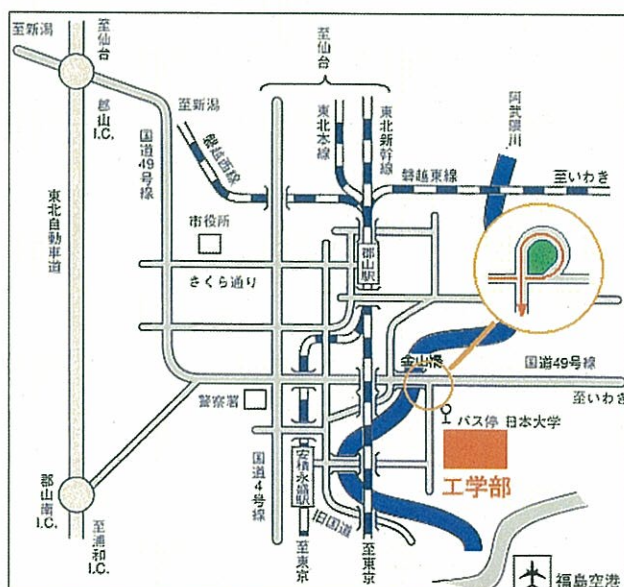 至新潟
至仙台
至仙台
郡山
I.C.
国道49号線
至新潟
磐越西線
東北本線
東北新幹線
阿武隈川
磐越東線
至いわき
東北自動車道
市役所
郡山駅
さくら通り
金山橋
国道49号線
至いわき
警察署
バス停 日本大学
工学部
国道4号線
安積永盛駅
旧国道
郡山南
I.C.
至浦和
I.C.
至東京
至東京
福島空港